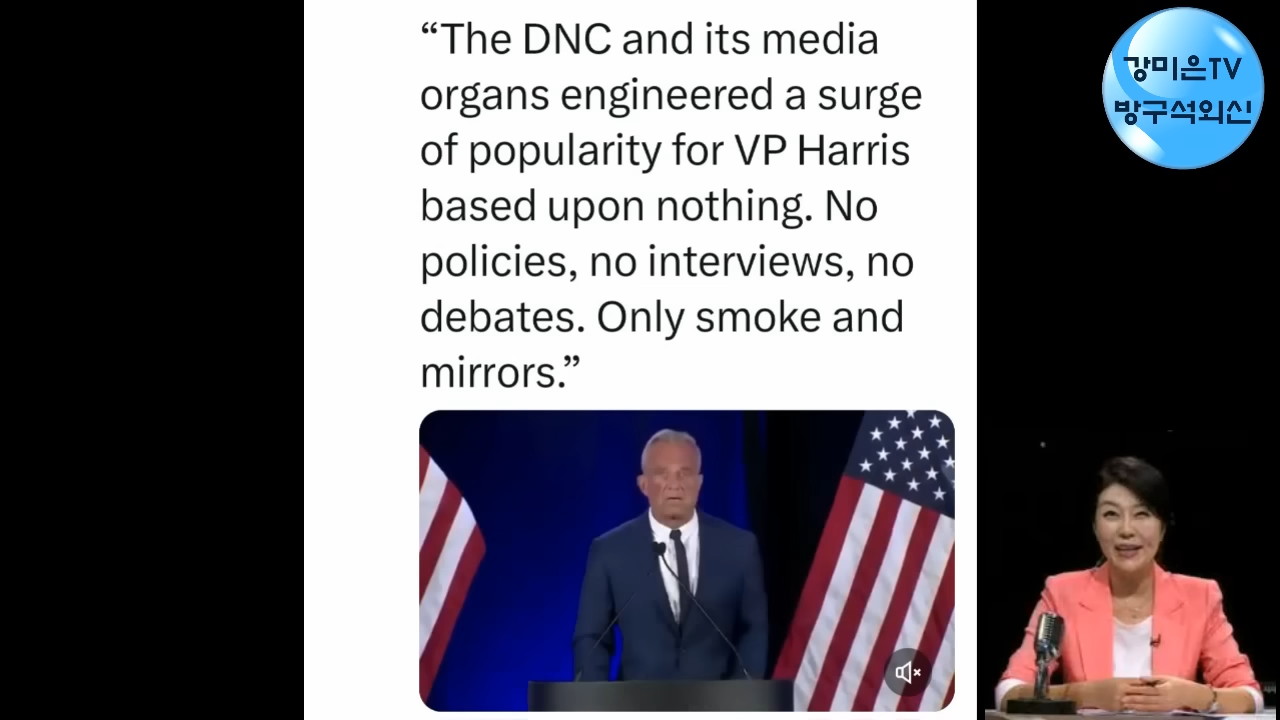 “The DNC and its media
organs engineered a surge
of popularity for VP Harris
based upon nothing. No
policies, no interviews, no
debates. Only smoke and
mirrors.”
강미은TV
방구석외신